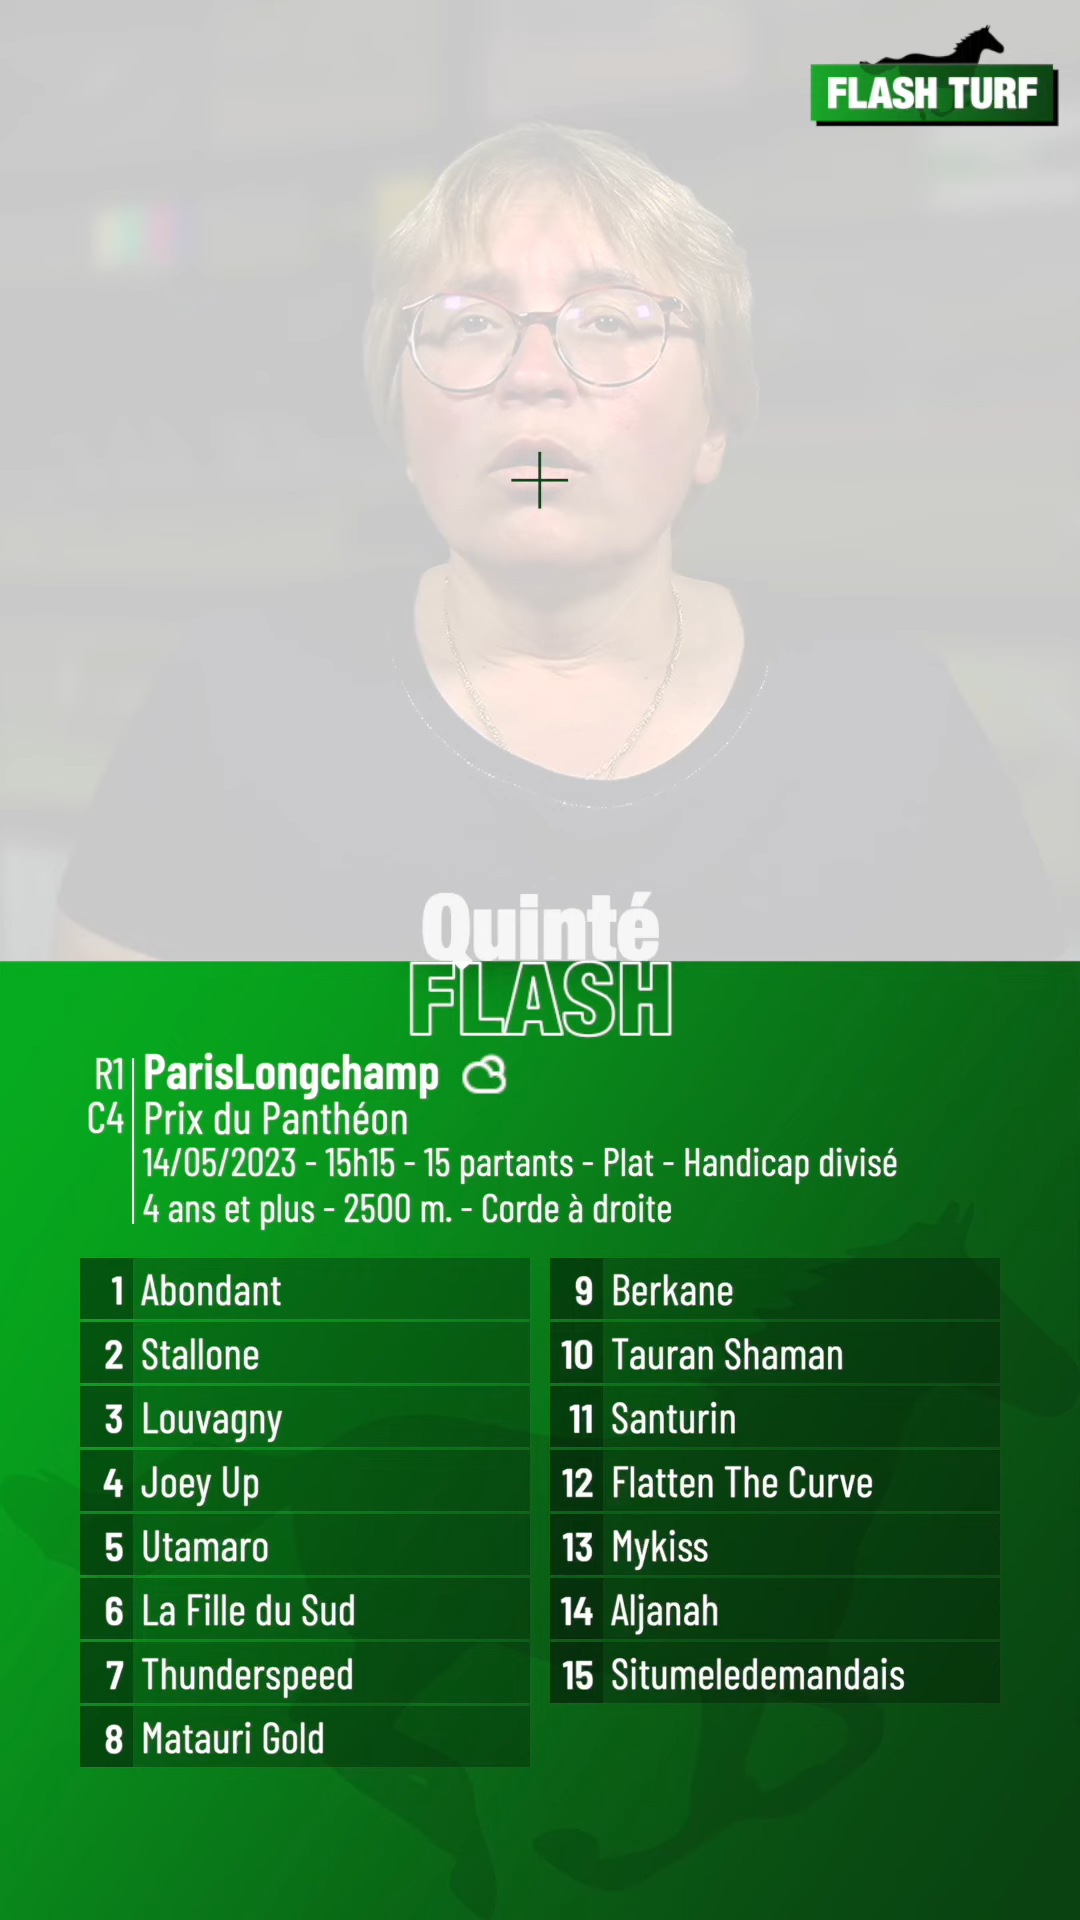 FLASH TURF
Quinté
FLASH
R1 ParisLongchamp
C4 Prix du Panthéon
14/05/2023 - 15h15 - 15 partants - Plat - Handicap divisé
4 ans et plus - 2500 m. - Corde à droite
1 Abondant
2 Stallone
3 Louvagny
4 Joey Up
5 Utamaro
6 La Fille du Sud
7 Thunderspeed
8 Matauri Gold
9 Berkane
10 Tauran Shaman
11 Santurin
12 Flatten The Curve
13 Mykiss
14 Aljanah
15 Situmeledemandais